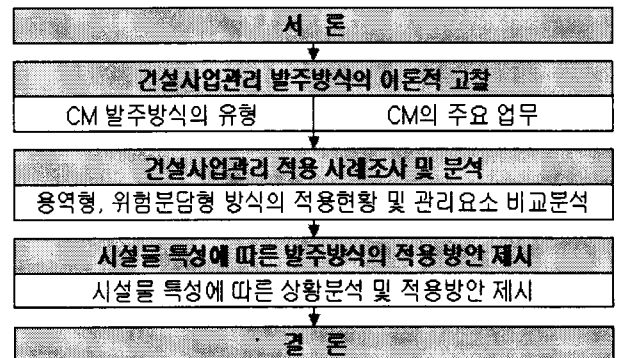 서 론
건설사업관리 발주방식의 이론적 고찰
CM 발주방식의 유형 CM의 주요 업무
건설사업관리 적용 사례조사 및 분석
용역형, 위험분담형 방식의 적용현황 및 관리요소 비교분석
시설물 특성에 따른 발주방식의 적용 방안 제시
시설물 특성에 따른 상황분석 및 적용방안 제시
결 론